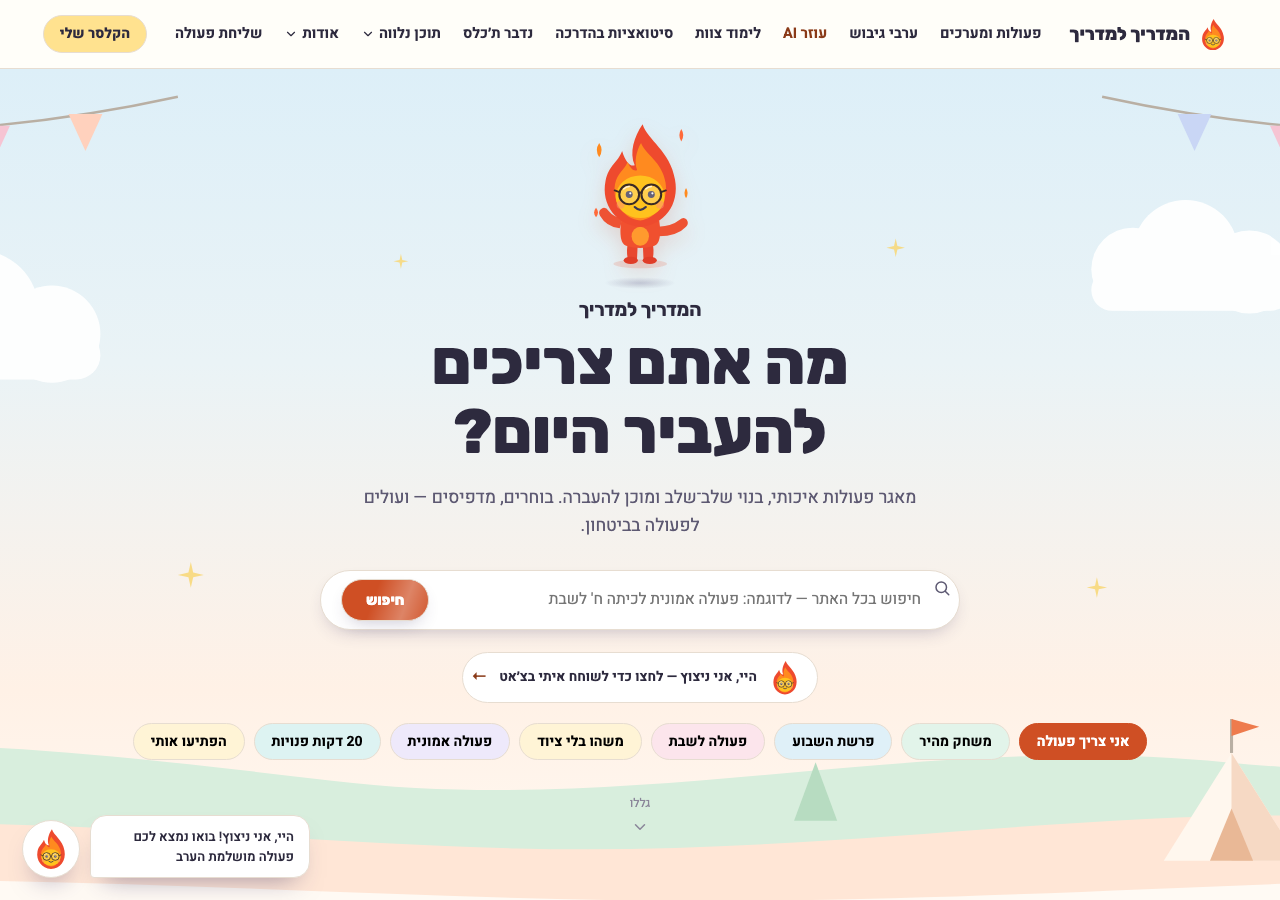 המדריך למדריך
פעולות ומערכים
ערבי גיבוש
עוזר AI
לימוד צוות
סיטואציות בהדרכה
נדבר ת׳כלס
תוכן נלווה
אודות
שליחת פעולה
הקלסר שלי
המדריך למדריך
מה אתם צריכים
להעביר היום?
מאגר פעולות איכותי, בנוי שלב־שלב ומוכן להעברה. בוחרים, מדפיסים — ועולים
לפעולה בביטחון.
חיפוש בכל האתר — לדוגמה: פעולה אמונית לכיתה ח' לשבת
חיפוש
היי, אני ניצוץ — לחצו כדי לשוחח איתי בצ׳אט
אני צריך פעולה
משחק מהיר
פרשת השבוע
פעולה לשבת
משהו בלי ציוד
פעולה אמונית
20 דקות פנויות
הפתיעו אותי
גללו
היי, אני ניצוץ! בואו נמצא לכם
פעולה מושלמת הערב